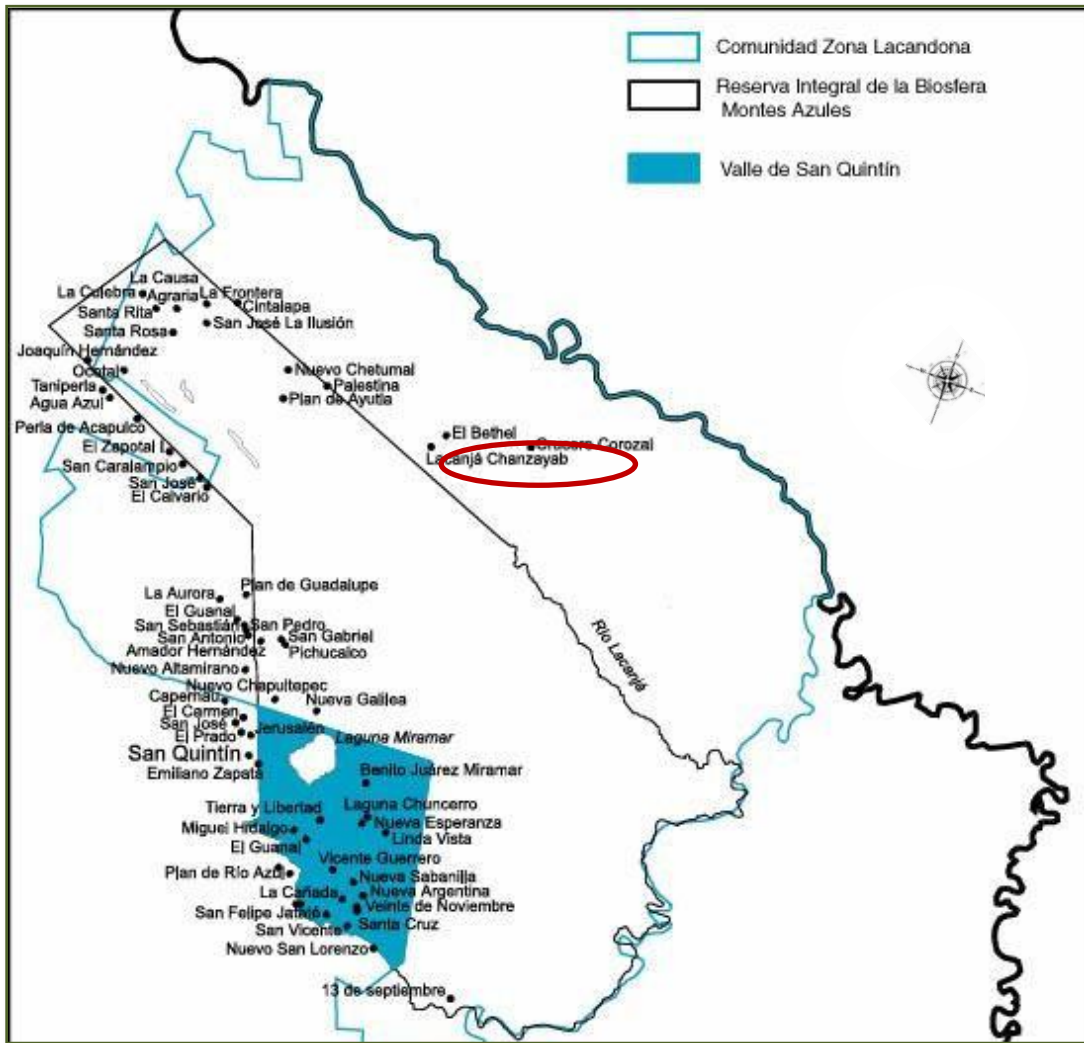 Comunidad Zona Lacandona
Reserva Integral de la Biosfera
Montes Azules
Valle de San Quintín
La Causa
La Culebra
Agraria
La Frontera
Cintalapa
Santa Rita
San José La Ilusión
Santa Rosa
Joaquín Hernández
Ocotal
Nuevo Chetumal
Taniperla
Palestina
Agua Azul
Plan de Ayutla
Perla de Acapulco
El Bethel
Crucero Corozal
El Zapotal
Lacanjá Chanzayab
San Caralampio
San José
El Calvario
Plan de Guadalupe
La Aurora
El Guanal
San Sebastián
San Pedro
San Antonio
San Gabriel
Amador Hernández
Pichucalco
Río Lacanjá
Nuevo Altamirano
Nuevo Chapultepec
Capernau
Nueva Galilea
El Carmen
San José
Jerusalén
El Prado
Laguna Miramar
San Quintín
Emiliano Zapata
Benito Juárez Miramar
Tierra y Libertad
Laguna Chuncerro
Miguel Hidalgo
Nueva Esperanza
El Guanal
Linda Vista
Vicente Guerrero
Plan de Río Azul
Nueva Sabanilla
La Cañada
Nueva Argentina
San Felipe Jataté
Veinte de Noviembre
San Vicente
Santa Cruz
Nuevo San Lorenzo
13 de septiembre